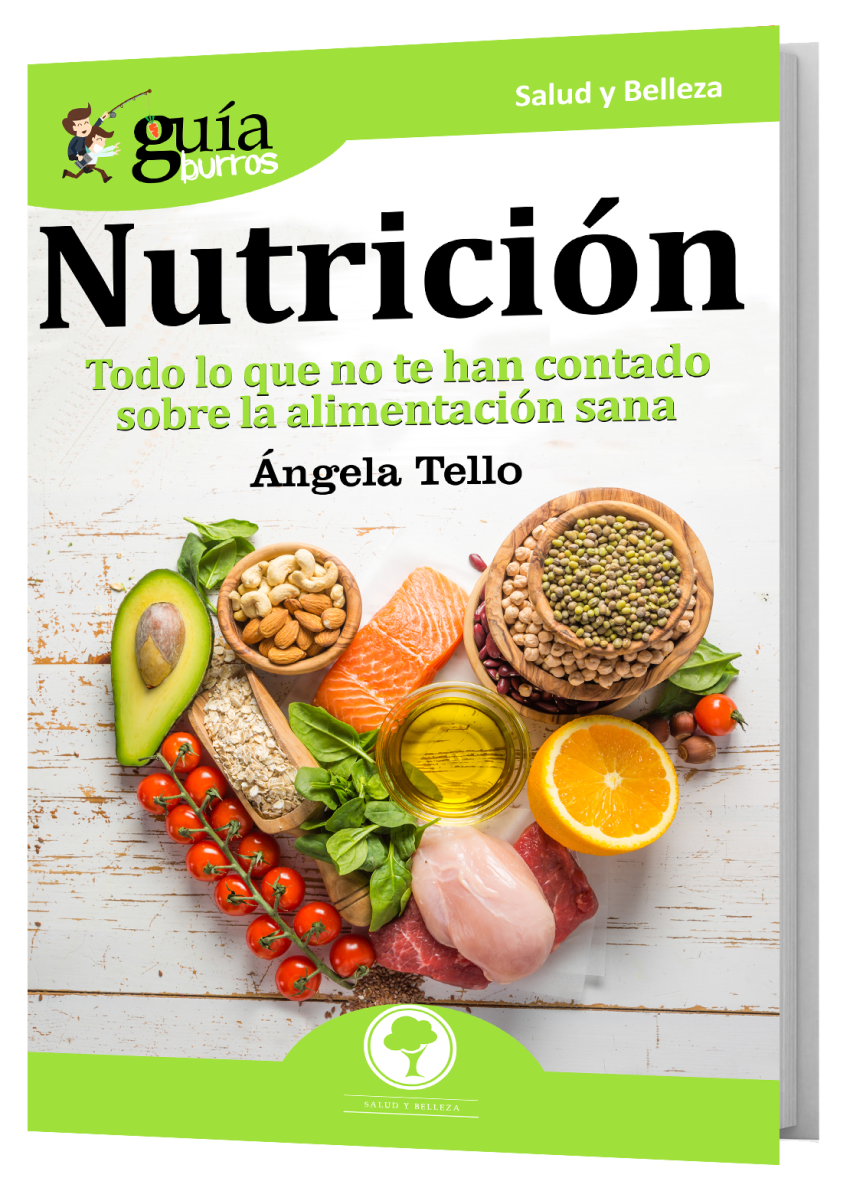 Salud y Belleza
guía
burros
Nutrición
Todo lo que no te han contado
sobre la alimentación sana
Ángela Tello
SALUD Y BELLEZA